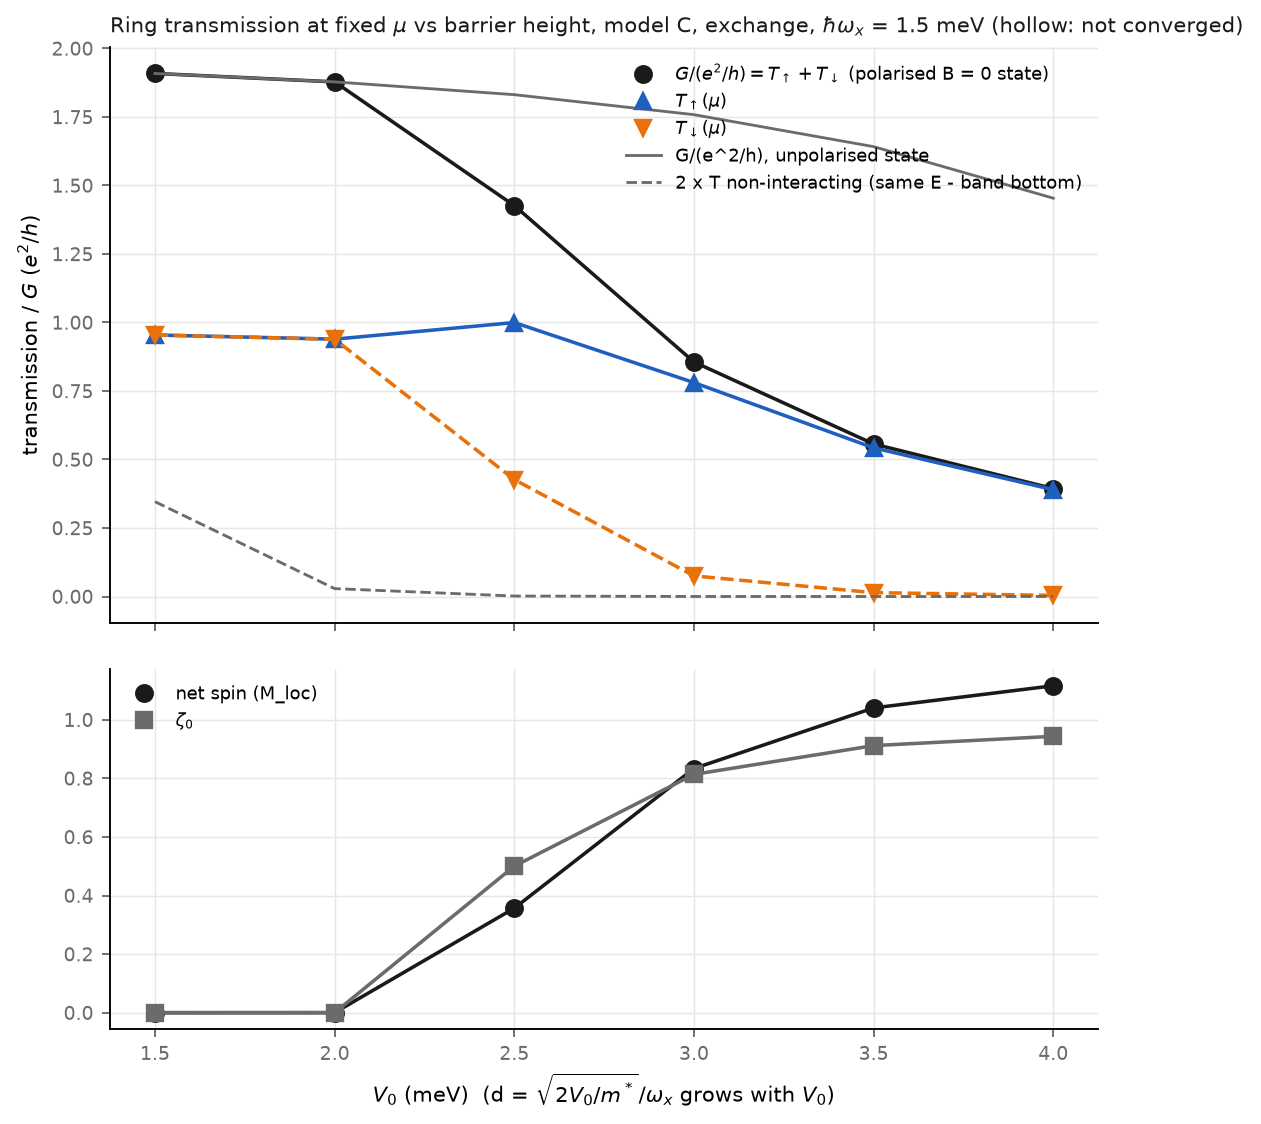 Ring transmission at fixed μ vs barrier height, model C, exchange, ℏω_x = 1.5 meV (hollow: not converged)
2.00
1.75
1.50
1.25
1.00
0.75
0.50
0.25
0.00
transmission / G (e²/h)
G/(e²/h) = T↑ + T↓ (polarised B = 0 state)
T↑(μ)
T↓(μ)
G/(e^2/h), unpolarised state
2 x T non-interacting (same E - band bottom)
net spin (M_loc)
ζ₀
1.0
0.8
0.6
0.4
0.2
0.0
1.5 2.0 2.5 3.0 3.5 4.0
V₀ (meV) (d = √2V₀/m*/ω_x grows with V₀)